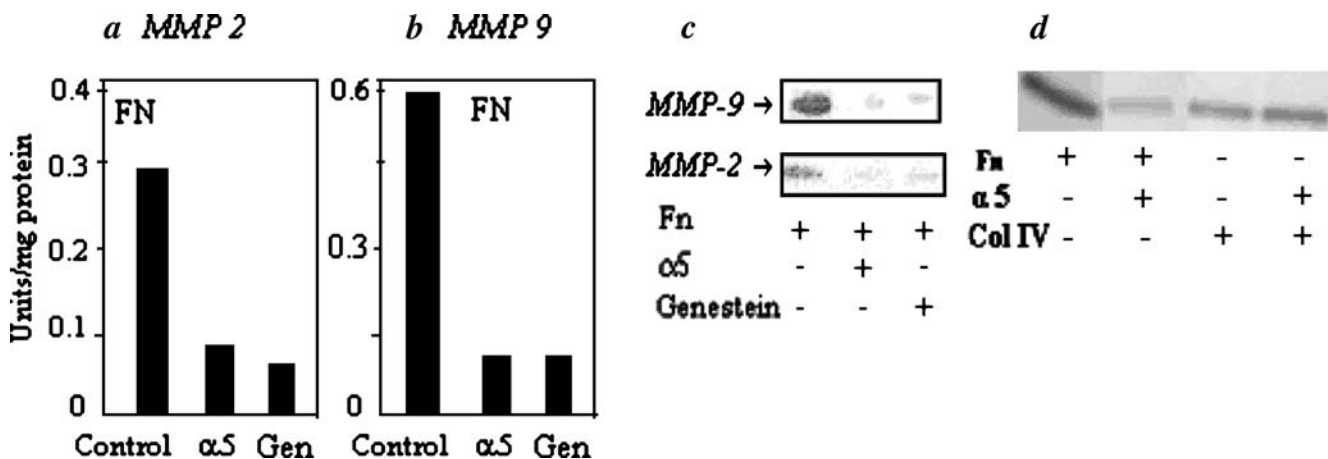 a MMP 2
0.4
FN
0.3
0.2
0.1
0
Units/mg protein
Control α5 Gen
b MMP 9
0.6
FN
0.3
0
Control α5 Gen
c
MMP-9 →
MMP-2 →
Fn + + +
α5 - + -
Genestein - - +
d
Fn + + - -
α5 - + - +
Col IV - - + +